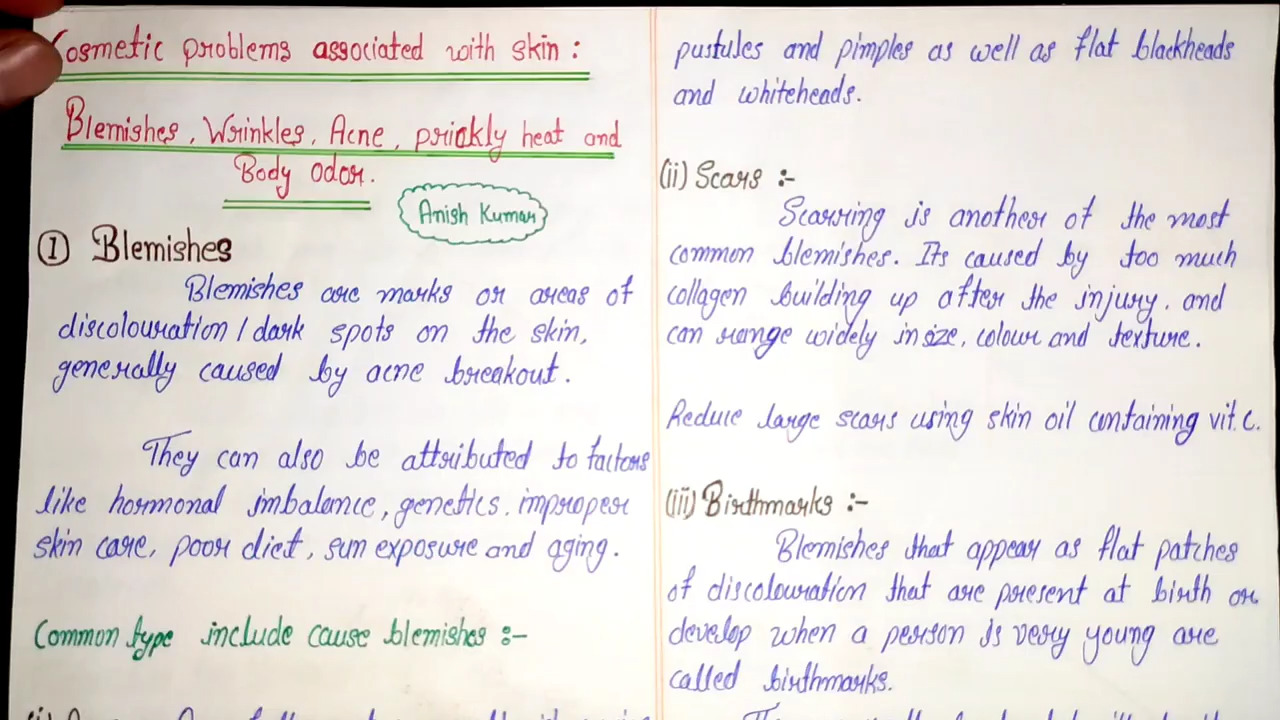 Cosmetic problems associated with skin :
Blemishes, Wrinkles, Acne, prickly heat and
Body odor.
Anish Kumar
① Blemishes
Blemishes are marks or areas of
discolouration / dark spots on the skin,
generally caused by acne breakout.
They can also be attributed to factors
like hormonal imbalance, genetics. improper
skin care, poor diet, sun exposure and aging.
Common type include cause blemishes :-
pustules and pimples as well as flat blackheads
and whiteheads.
(ii) Scars :-
Scarring is another of the most
common blemishes. Its caused by too much
collagen building up after the injury. and
can range widely in size, colour and texture.
Reduce large scars using skin oil containing vit. C.
(iii) Birthmarks :-
Blemishes that appear as flat patches
of discolouration that are present at birth or
develop when a person is very young are
called birthmarks.